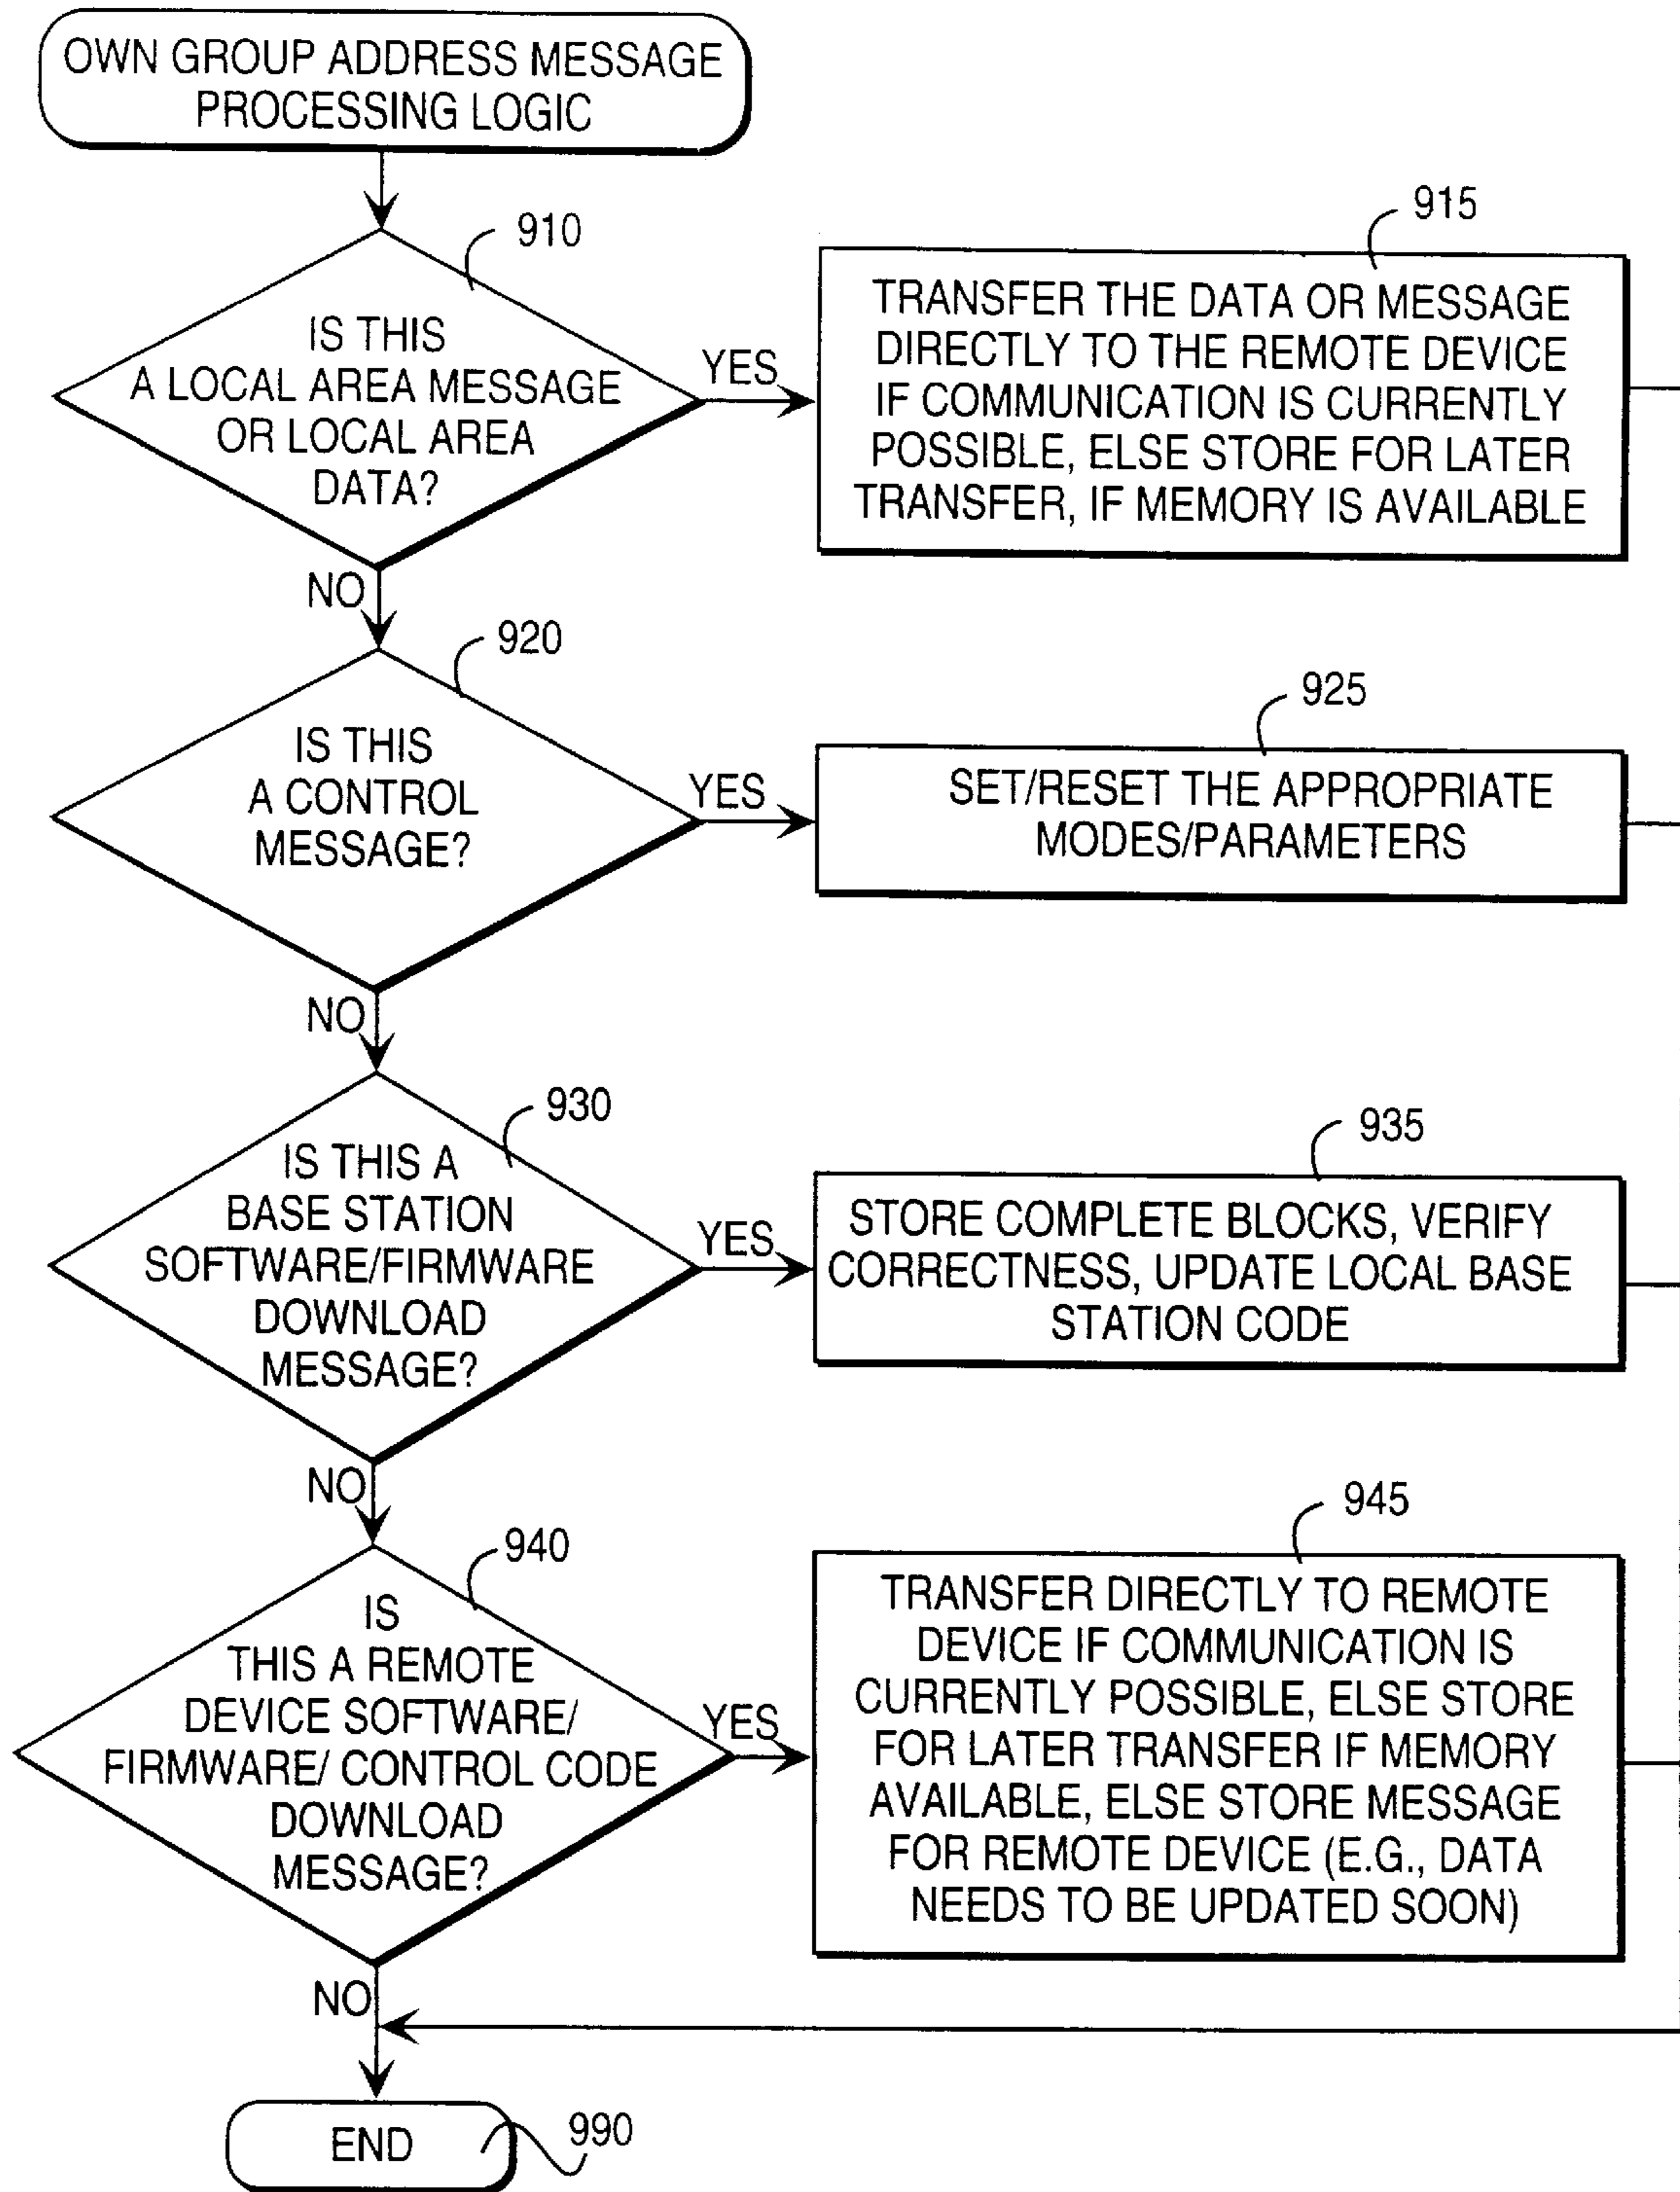 OWN GROUP ADDRESS MESSAGE
PROCESSING LOGIC
910
IS THIS
A LOCAL AREA MESSAGE
OR LOCAL AREA
DATA?
YES
915
TRANSFER THE DATA OR MESSAGE
DIRECTLY TO THE REMOTE DEVICE
IF COMMUNICATION IS CURRENTLY
POSSIBLE, ELSE STORE FOR LATER
TRANSFER, IF MEMORY IS AVAILABLE
NO
920
IS THIS
A CONTROL
MESSAGE?
YES
925
SET/RESET THE APPROPRIATE
MODES/PARAMETERS
NO
930
IS THIS A
BASE STATION
SOFTWARE/FIRMWARE
DOWNLOAD
MESSAGE?
YES
935
STORE COMPLETE BLOCKS, VERIFY
CORRECTNESS, UPDATE LOCAL BASE
STATION CODE
NO
940
IS
THIS A REMOTE
DEVICE SOFTWARE/
FIRMWARE/ CONTROL CODE
DOWNLOAD
MESSAGE?
YES
945
TRANSFER DIRECTLY TO REMOTE
DEVICE IF COMMUNICATION IS
CURRENTLY POSSIBLE, ELSE STORE
FOR LATER TRANSFER IF MEMORY
AVAILABLE, ELSE STORE MESSAGE
FOR REMOTE DEVICE (E.G., DATA
NEEDS TO BE UPDATED SOON)
NO
END
990